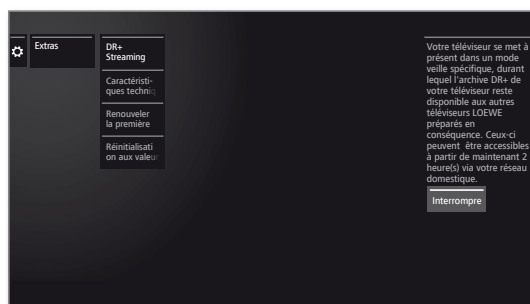 Extras
DR+
Streaming
Caractéristi-
ques techniq
Renouveler
la première
Réinitialisati
on aux valeu
Votre téléviseur se met à
présent dans un mode
veille spécifique, durant
lequel l'archive DR+ de
votre téléviseur reste
disponible aux autres
téléviseurs LOEWE
préparés en
conséquence. Ceux-ci
peuvent être accessibles
à partir de maintenant 2
heure(s) via votre réseau
domestique.
Interrompre